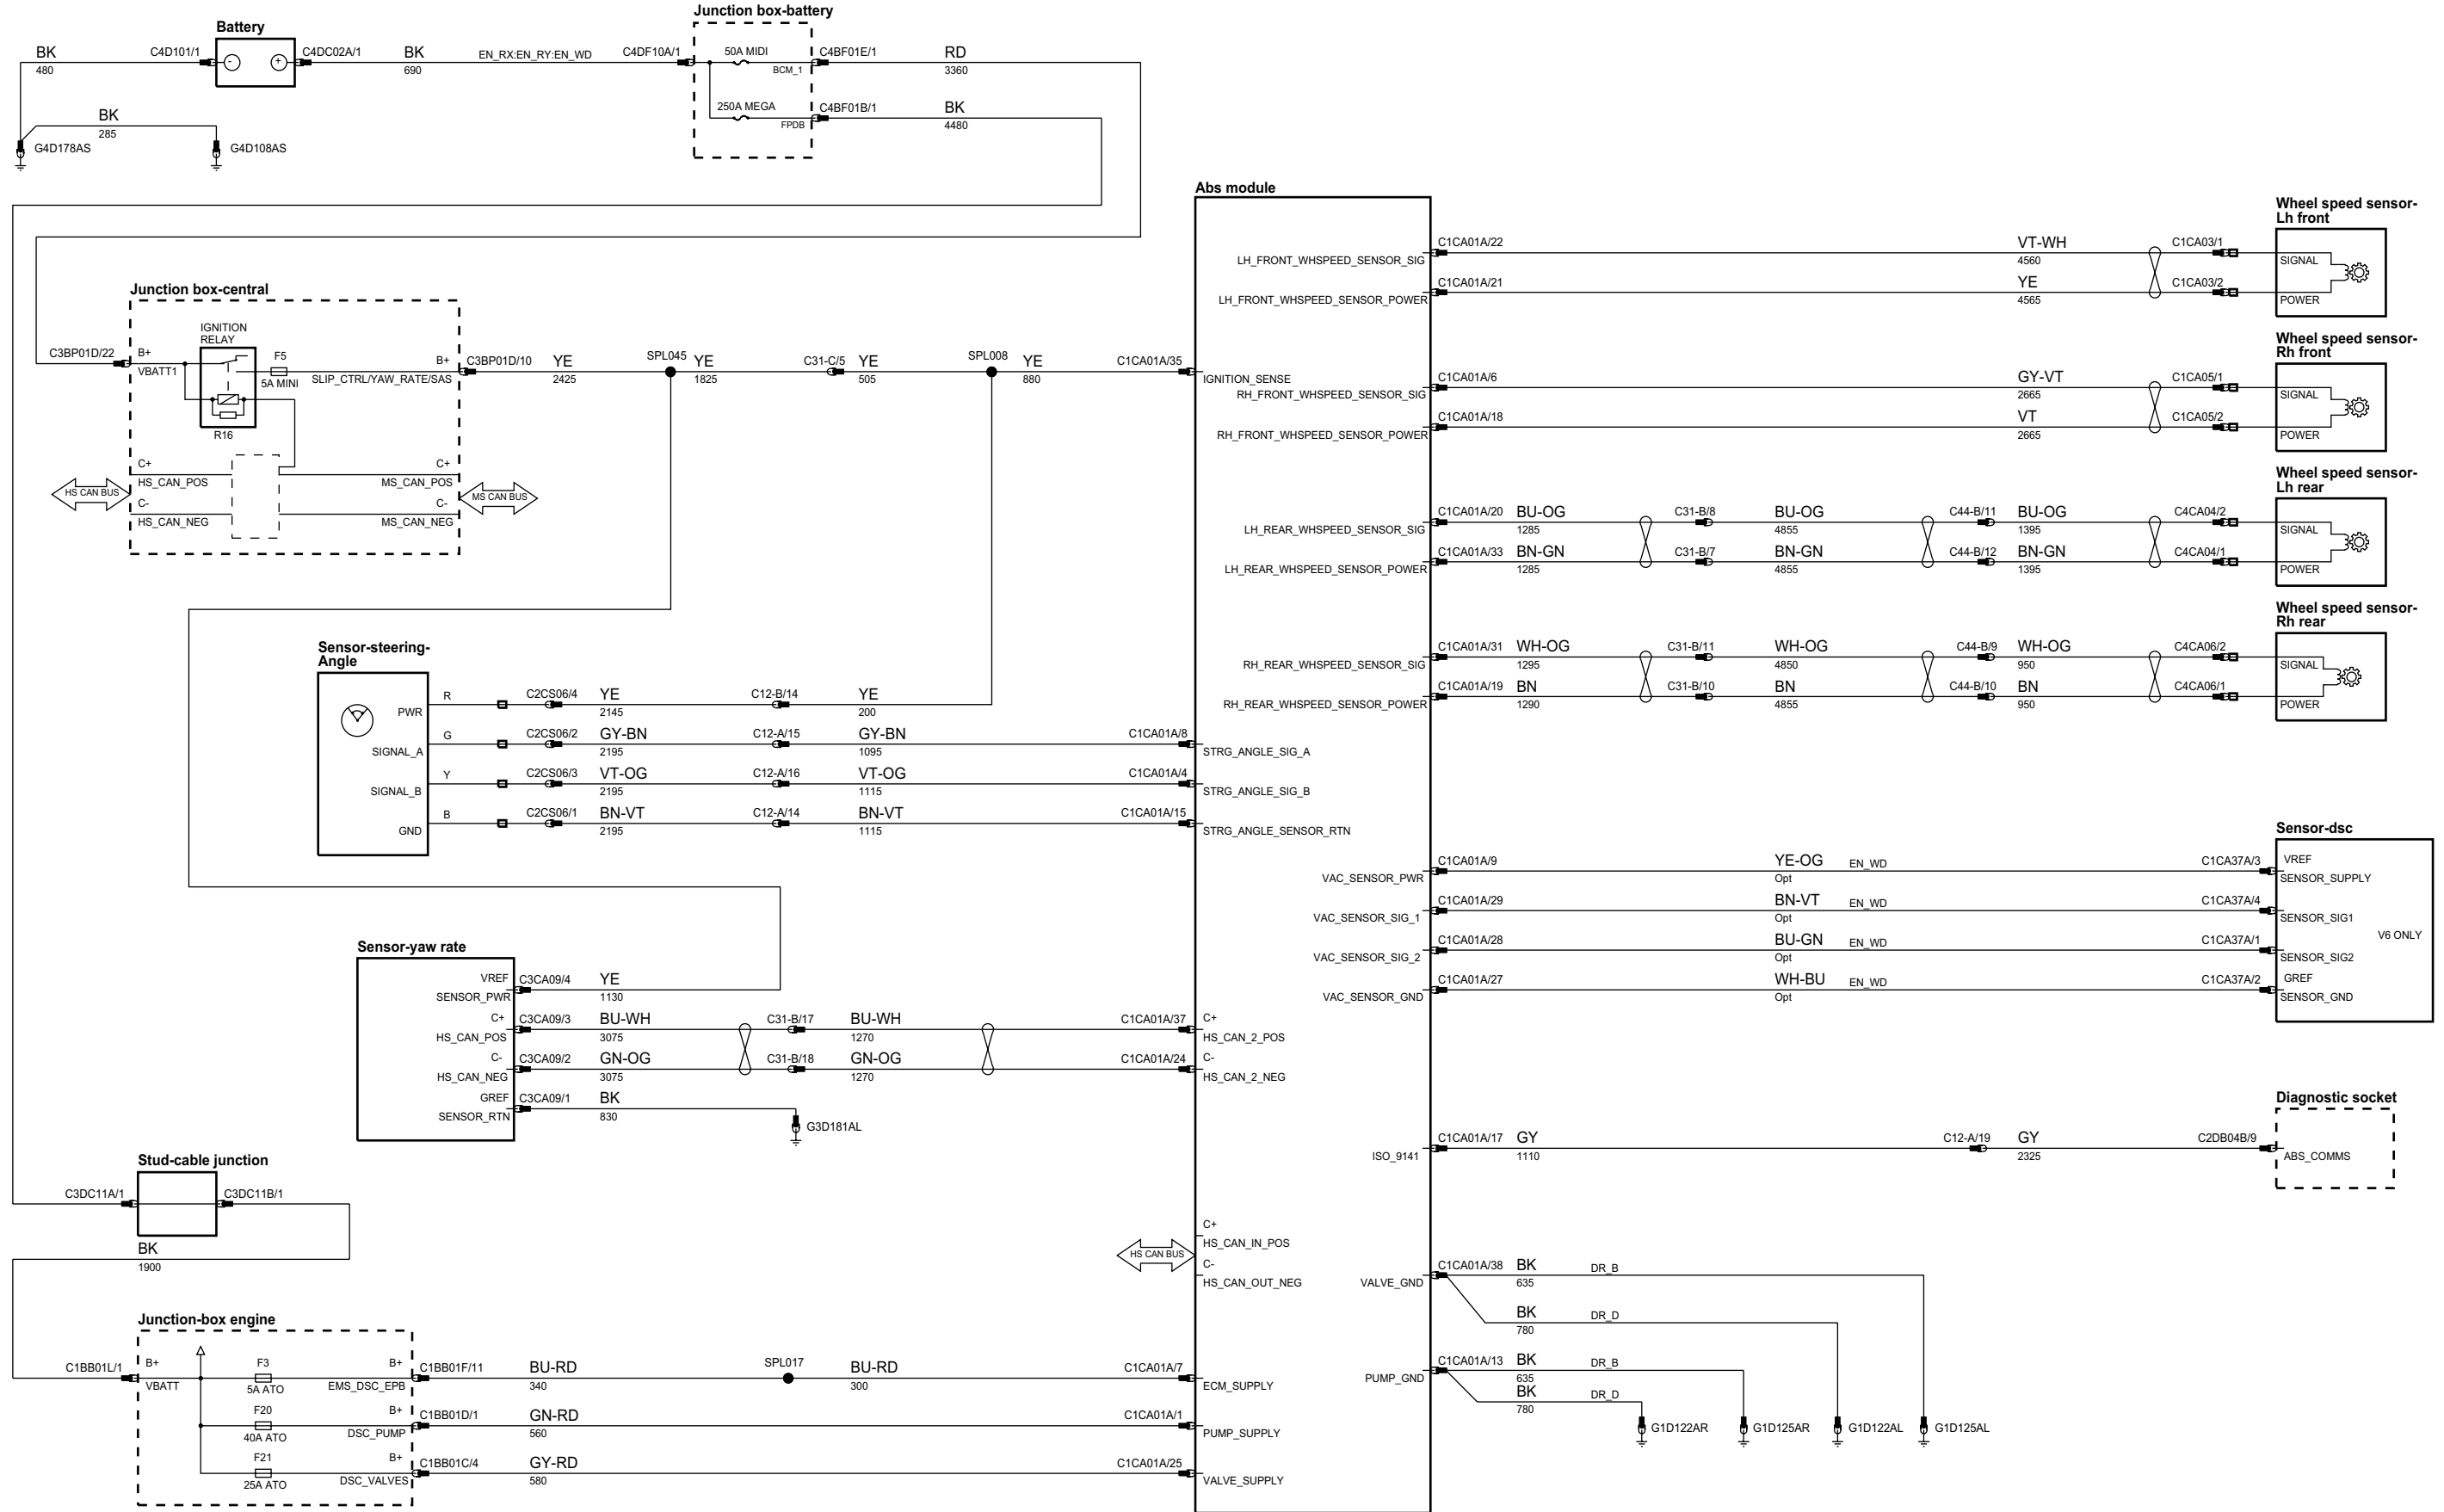 Junction box-battery
Battery
BK
480
C4D101/1
-
+
C4DC02A/1
BK
690
EN_RX:EN_RY:EN_WD
C4DF10A/1
50A MIDI
BCM_1
C4BF01E/1
RD
3360
250A MEGA
FPDB
C4BF01B/1
BK
4480
BK
285
G4D178AS
G4D108AS
Junction box-central
IGNITION
RELAY
C3BP01D/22
B+
VBATT1
F5
5A MINI
B+
SLIP_CTRL/YAW_RATE/SAS
R16
C3BP01D/10
YE
2425
SPL045
YE
1825
C31-C/5
YE
505
SPL008
YE
880
C1CA01A/35
C+
HS_CAN_POS
C-
HS_CAN_NEG
C+
MS_CAN_POS
C-
MS_CAN_NEG
HS CAN BUS
MS CAN BUS
Sensor-steering-
Angle
R
PWR
C2CS06/4
YE
2145
C12-B/14
YE
200
G
SIGNAL_A
C2CS06/2
GY-BN
2195
C12-A/15
GY-BN
1095
C1CA01A/8
Y
SIGNAL_B
C2CS06/3
VT-OG
2195
C12-A/16
VT-OG
1115
C1CA01A/4
B
GND
C2CS06/1
BN-VT
2195
C12-A/14
BN-VT
1115
C1CA01A/15
Sensor-yaw rate
VREF
SENSOR_PWR
C3CA09/4
YE
1130
C+
HS_CAN_POS
C3CA09/3
BU-WH
3075
C31-B/17
BU-WH
1270
C1CA01A/37
C-
HS_CAN_NEG
C3CA09/2
GN-OG
3075
C31-B/18
GN-OG
1270
C1CA01A/24
GREF
SENSOR_RTN
C3CA09/1
BK
830
G3D181AL
Stud-cable junction
C3DC11A/1
C3DC11B/1
BK
1900
HS CAN BUS
Junction-box engine
C1BB01L/1
B+
VBATT
F3
5A ATO
B+
EMS_DSC_EPB
C1BB01F/11
BU-RD
340
SPL017
BU-RD
300
C1CA01A/7
F20
40A ATO
B+
DSC_PUMP
C1BB01D/1
GN-RD
560
C1CA01A/1
F21
25A ATO
B+
DSC_VALVES
C1BB01C/4
GY-RD
580
C1CA01A/25
Abs module
IGNITION_SENSE
STRG_ANGLE_SIG_A
STRG_ANGLE_SIG_B
STRG_ANGLE_SENSOR_RTN
C+
HS_CAN_2_POS
C-
HS_CAN_2_NEG
C+
HS_CAN_IN_POS
C-
HS_CAN_OUT_NEG
ECM_SUPPLY
PUMP_SUPPLY
VALVE_SUPPLY
LH_FRONT_WHSPEED_SENSOR_SIG
C1CA01A/22
VT-WH
4560
C1CA03/1
LH_FRONT_WHSPEED_SENSOR_POWER
C1CA01A/21
YE
4565
C1CA03/2
Wheel speed sensor-
Lh front
SIGNAL
POWER
RH_FRONT_WHSPEED_SENSOR_SIG
C1CA01A/6
GY-VT
2665
C1CA05/1
RH_FRONT_WHSPEED_SENSOR_POWER
C1CA01A/18
VT
2665
C1CA05/2
Wheel speed sensor-
Rh front
SIGNAL
POWER
LH_REAR_WHSPEED_SENSOR_SIG
C1CA01A/20
BU-OG
1285
C31-B/8
BU-OG
4855
C44-B/11
BU-OG
1395
C4CA04/2
LH_REAR_WHSPEED_SENSOR_POWER
C1CA01A/33
BN-GN
1285
C31-B/7
BN-GN
4855
C44-B/12
BN-GN
1395
C4CA04/1
Wheel speed sensor-
Lh rear
SIGNAL
POWER
RH_REAR_WHSPEED_SENSOR_SIG
C1CA01A/31
WH-OG
1295
C31-B/11
WH-OG
4850
C44-B/9
WH-OG
950
C4CA06/2
RH_REAR_WHSPEED_SENSOR_POWER
C1CA01A/19
BN
1290
C31-B/10
BN
4855
C44-B/10
BN
950
C4CA06/1
Wheel speed sensor-
Rh rear
SIGNAL
POWER
VAC_SENSOR_PWR
C1CA01A/9
YE-OG
Opt
EN_WD
C1CA37A/3
VAC_SENSOR_SIG_1
C1CA01A/29
BN-VT
Opt
EN_WD
C1CA37A/4
VAC_SENSOR_SIG_2
C1CA01A/28
BU-GN
Opt
EN_WD
C1CA37A/1
VAC_SENSOR_GND
C1CA01A/27
WH-BU
Opt
EN_WD
C1CA37A/2
Sensor-dsc
VREF
SENSOR_SUPPLY
SENSOR_SIG1
V6 ONLY
SENSOR_SIG2
GREF
SENSOR_GND
ISO_9141
C1CA01A/17
GY
1110
C12-A/19
GY
2325
C2DB04B/9
Diagnostic socket
ABS_COMMS
VALVE_GND
C1CA01A/38
BK
635
DR_B
BK
780
DR_D
PUMP_GND
C1CA01A/13
BK
635
DR_B
BK
780
DR_D
G1D122AR
G1D125AR
G1D122AL
G1D125AL